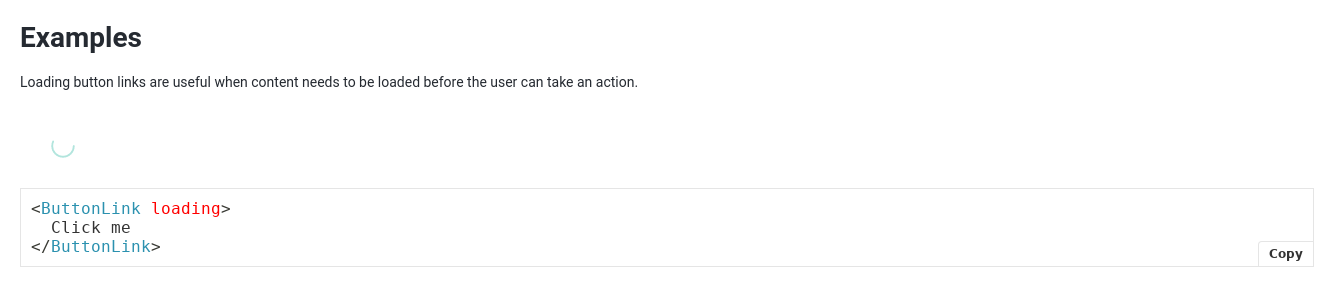 Examples
Loading button links are useful when content needs to be loaded before the user can take an action.
<ButtonLink loading>
  Click me
</ButtonLink>
Copy